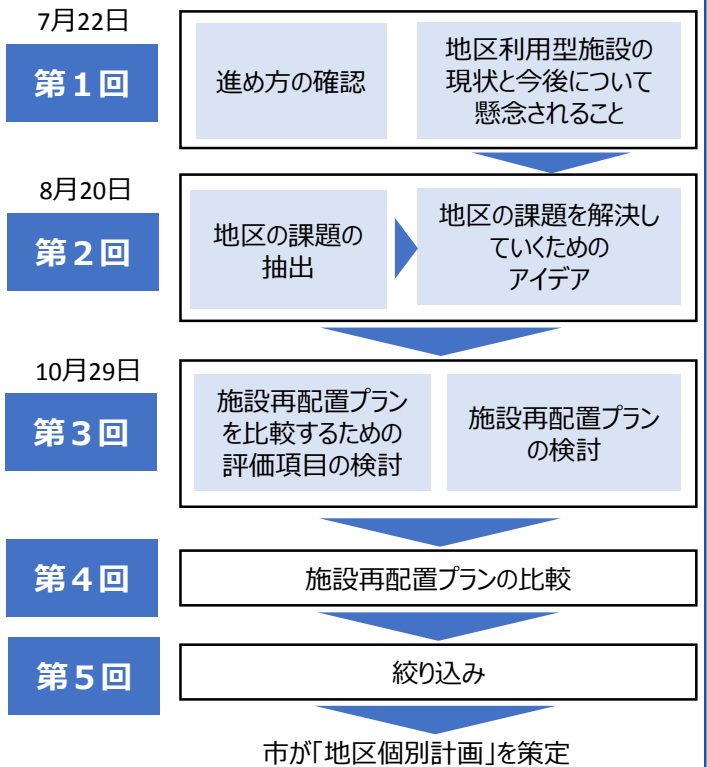 7月22日
第1回
進め方の確認
地区利用型施設の
現状と今後について
懸念されること
8月20日
第2回
地区の課題の
抽出
地区の課題を解決し
ていくための
アイデア
10月29日
第3回
施設再配置プラン
を比較するための
評価項目の検討
施設再配置プラン
の検討
第4回
施設再配置プランの比較
第5回
絞り込み
市が「地区個別計画」を策定